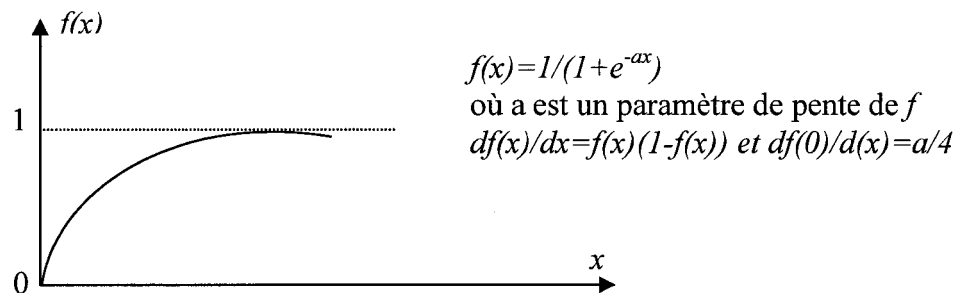 f(x)
f(x)=1/(1+e^-ax)
où a est un paramètre de pente de f
1
df(x)/dx=f(x)(1-f(x)) et df(0)/d(x)=a/4
x
0